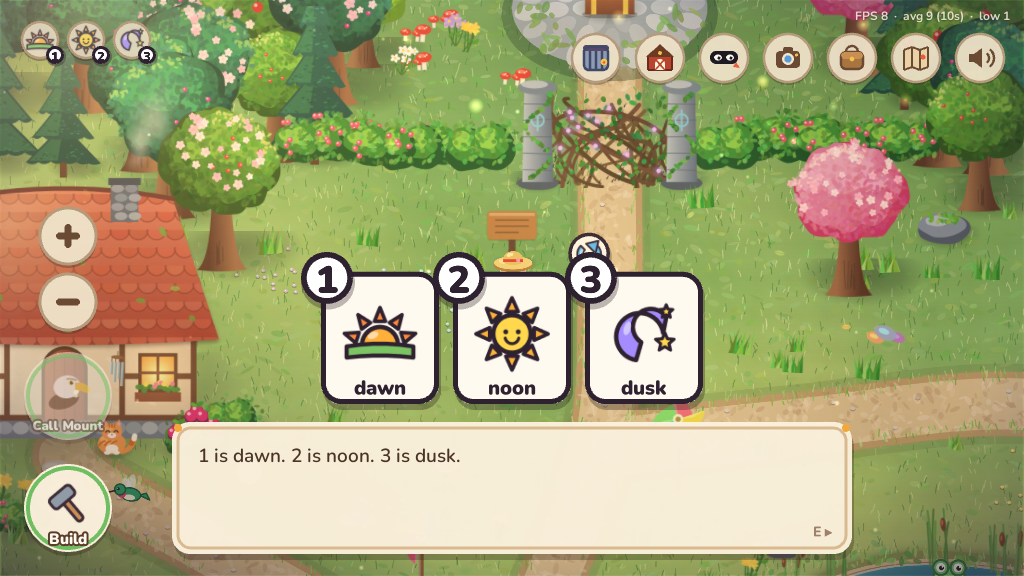 FPS 8 · avg 9 (10s) · low 1
1 2 3
1 2 3
dawn noon dusk
Call Mount
1 is dawn. 2 is noon. 3 is dusk.
Build
E ▸